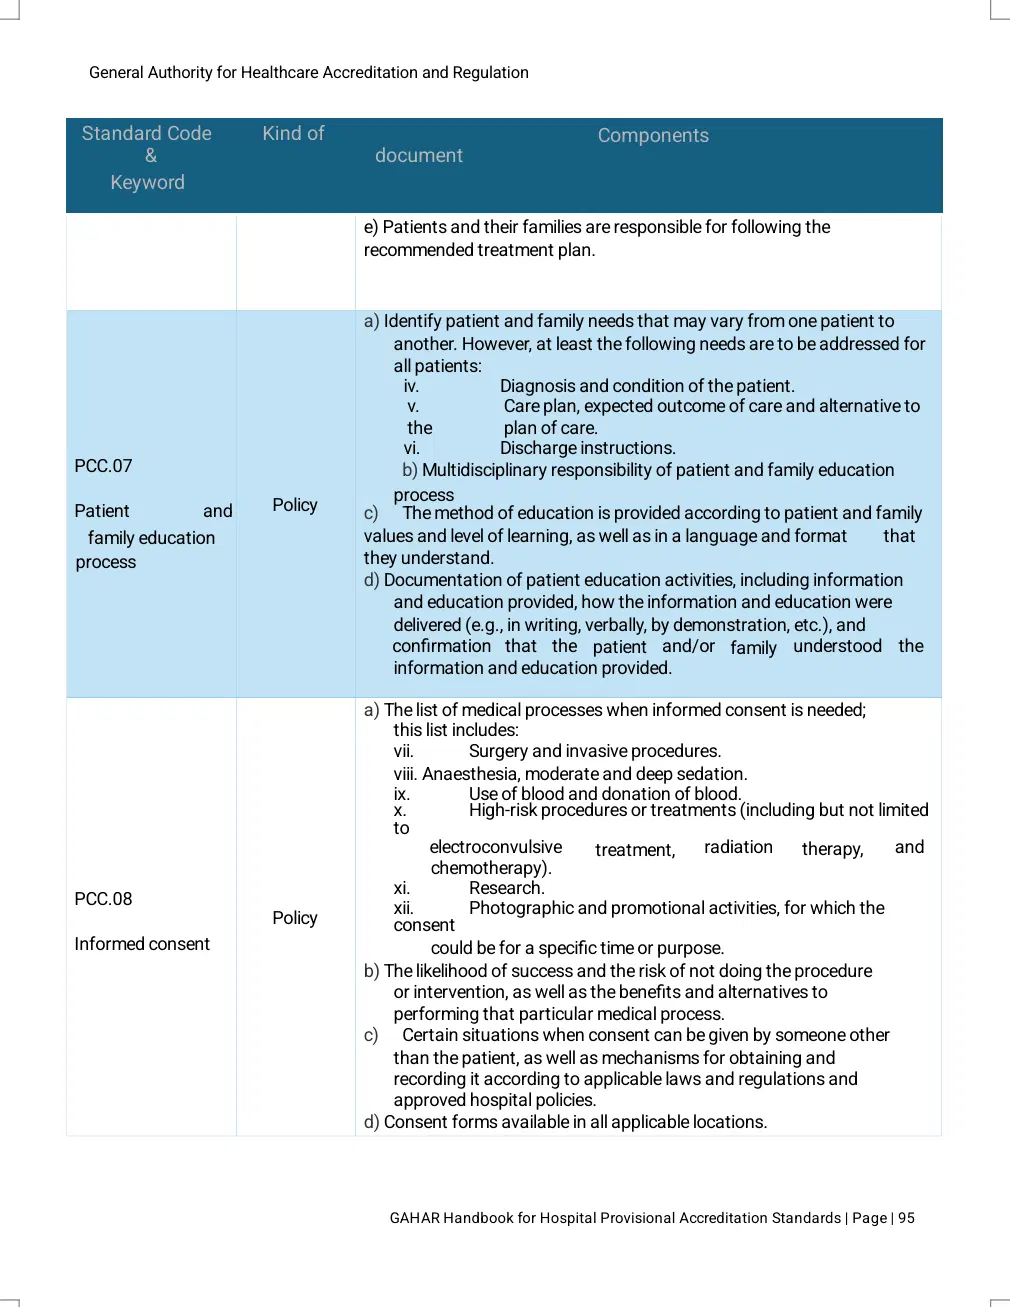 General Authority for Healthcare Accreditation and Regulation
Standard Code
&
Keyword
Kind of
document
Components
e) Patients and their families are responsible for following the
recommended treatment plan.
PCC.07
Patient and
family education
process
Policy
a) Identify patient and family needs that may vary from one patient to
another. However, at least the following needs are to be addressed for
all patients:
iv. Diagnosis and condition of the patient.
v. Care plan, expected outcome of care and alternative to
the plan of care.
vi. Discharge instructions.
b) Multidisciplinary responsibility of patient and family education
process
c) The method of education is provided according to patient and family
values and level of learning, as well as in a language and format that
they understand.
d) Documentation of patient education activities, including information
and education provided, how the information and education were
delivered (e.g., in writing, verbally, by demonstration, etc.), and
confirmation that the patient and/or family understood the
information and education provided.
PCC.08
Informed consent
Policy
a) The list of medical processes when informed consent is needed;
this list includes:
vii. Surgery and invasive procedures.
viii. Anaesthesia, moderate and deep sedation.
ix. Use of blood and donation of blood.
x. High-risk procedures or treatments (including but not limited
to
electroconvulsive treatment, radiation therapy, and
chemotherapy).
xi. Research.
xii. Photographic and promotional activities, for which the
consent
could be for a specific time or purpose.
b) The likelihood of success and the risk of not doing the procedure
or intervention, as well as the benefits and alternatives to
performing that particular medical process.
c) Certain situations when consent can be given by someone other
than the patient, as well as mechanisms for obtaining and
recording it according to applicable laws and regulations and
approved hospital policies.
d) Consent forms available in all applicable locations.
GAHAR Handbook for Hospital Provisional Accreditation Standards | Page | 95